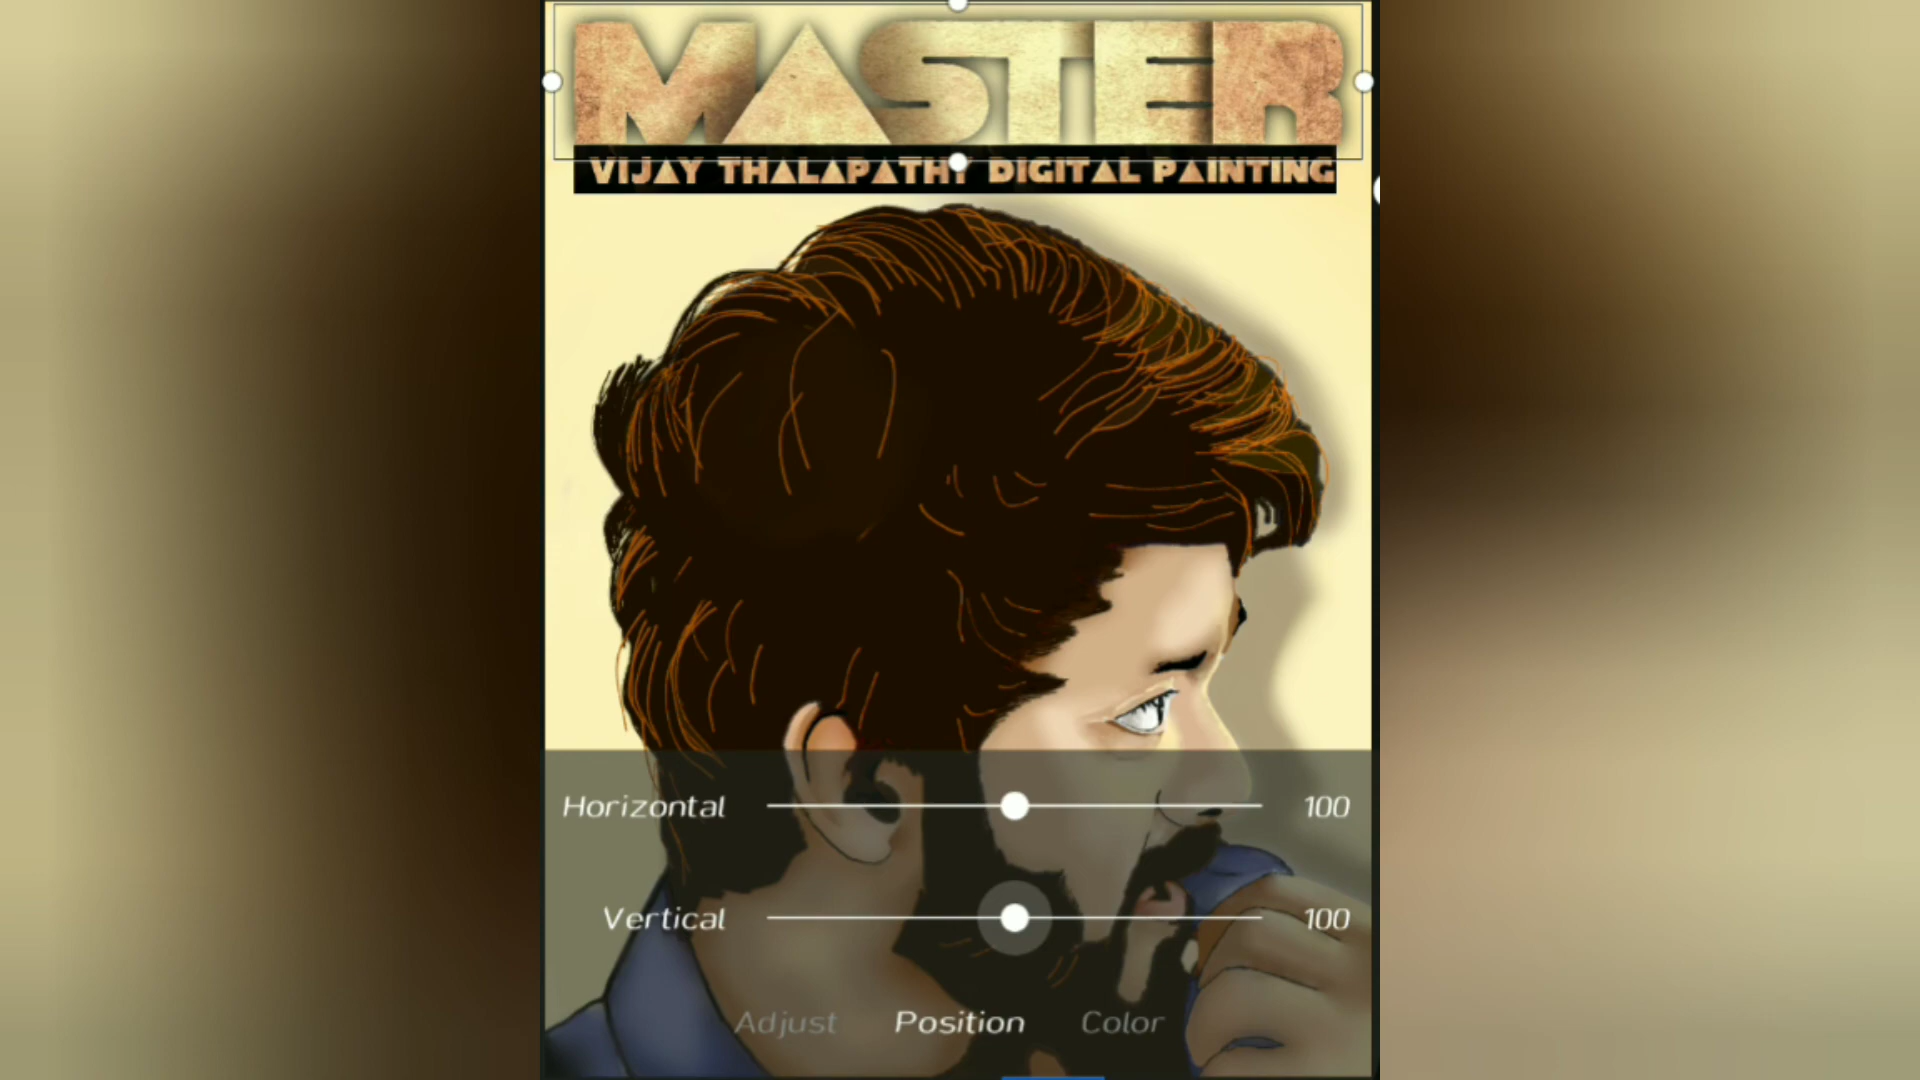 MASTER
VIJAY THALAPATHY DIGITAL PAINTING
Horizontal 100
Vertical 100
Adjust Position Color